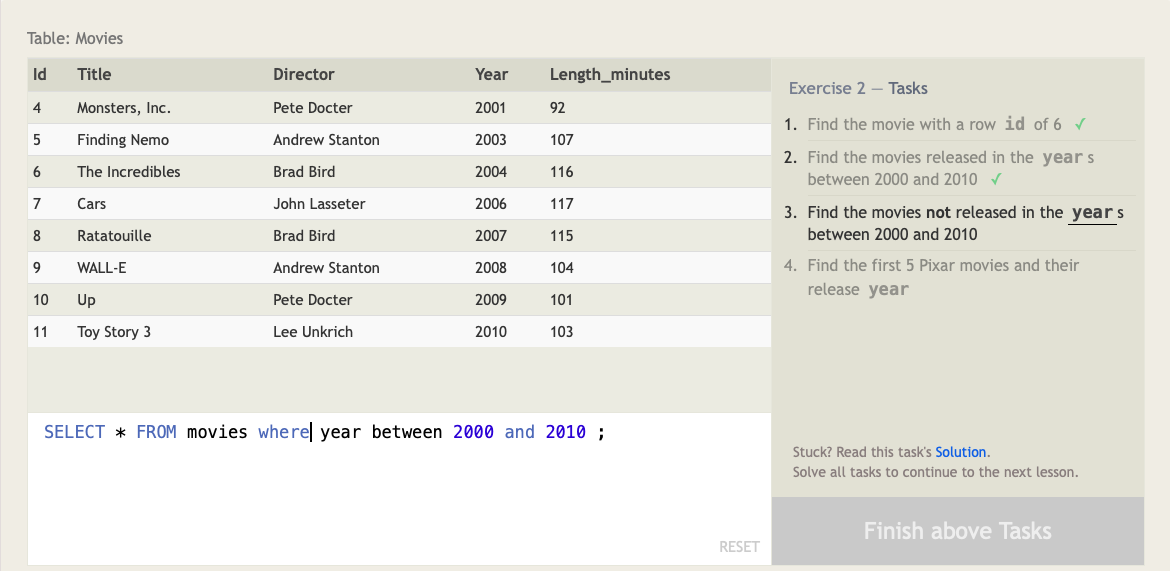 Table: Movies
Id Title Director Year Length_minutes
4 Monsters, Inc. Pete Docter 2001 92
5 Finding Nemo Andrew Stanton 2003 107
6 The Incredibles Brad Bird 2004 116
7 Cars John Lasseter 2006 117
8 Ratatouille Brad Bird 2007 115
9 WALL-E Andrew Stanton 2008 104
10 Up Pete Docter 2009 101
11 Toy Story 3 Lee Unkrich 2010 103
SELECT * FROM movies where year between 2000 and 2010 ;
RESET
Exercise 2 — Tasks
1. Find the movie with a row id of 6 ✓
2. Find the movies released in the year s
between 2000 and 2010 ✓
3. Find the movies not released in the year s
between 2000 and 2010
4. Find the first 5 Pixar movies and their
release year
Stuck? Read this task's Solution.
Solve all tasks to continue to the next lesson.
Finish above Tasks